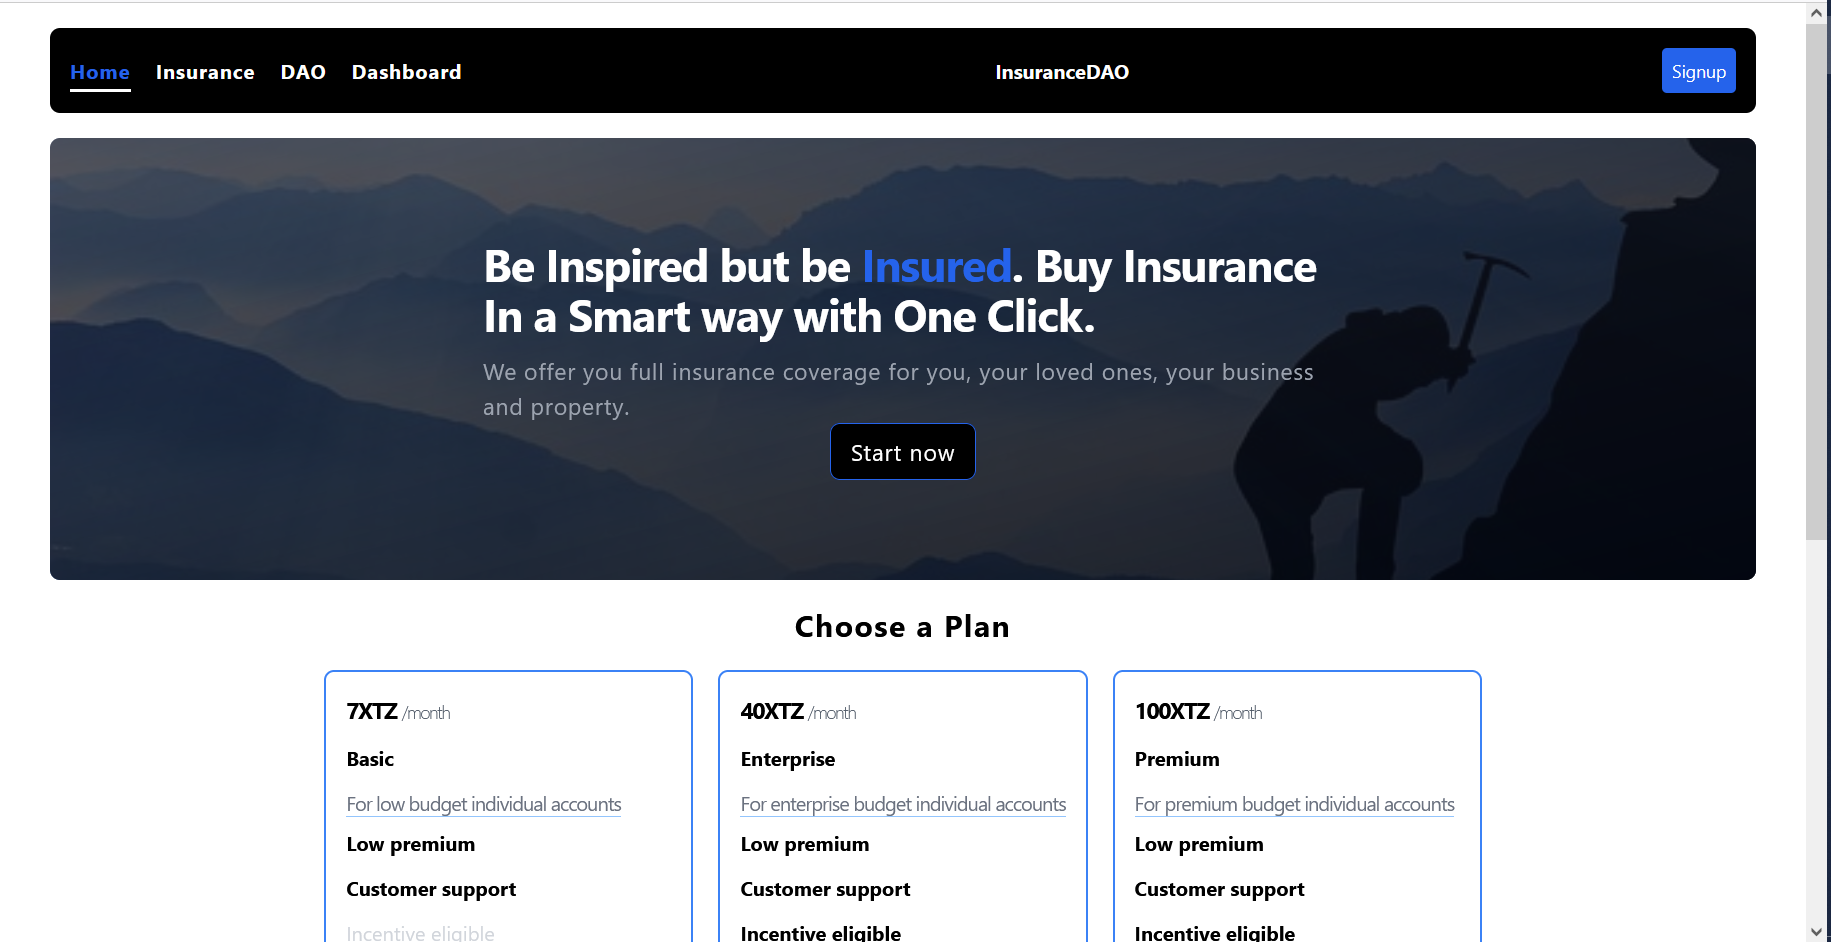 Home Insurance DAO Dashboard InsuranceDAO Signup
Be Inspired but be Insured. Buy Insurance
In a Smart way with One Click.
We offer you full insurance coverage for you, your loved ones, your business
and property.
Start now
Choose a Plan
7XTZ /month
Basic
For low budget individual accounts
Low premium
Customer support
Incentive eligible
40XTZ /month
Enterprise
For enterprise budget individual accounts
Low premium
Customer support
Incentive eligible
100XTZ /month
Premium
For premium budget individual accounts
Low premium
Customer support
Incentive eligible